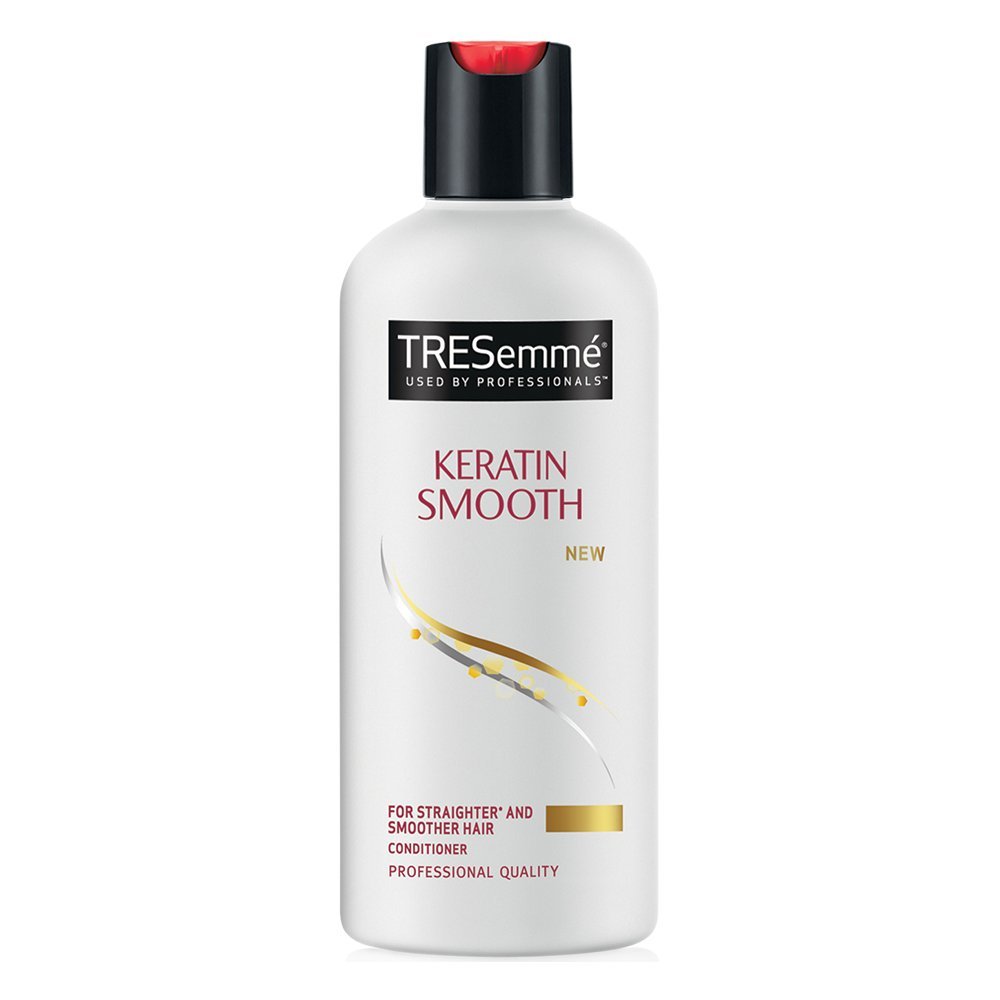 TRESemmé®
USED BY PROFESSIONALS™
KERATIN
SMOOTH
NEW
FOR STRAIGHTER* AND
SMOOTHER HAIR
CONDITIONER
PROFESSIONAL QUALITY